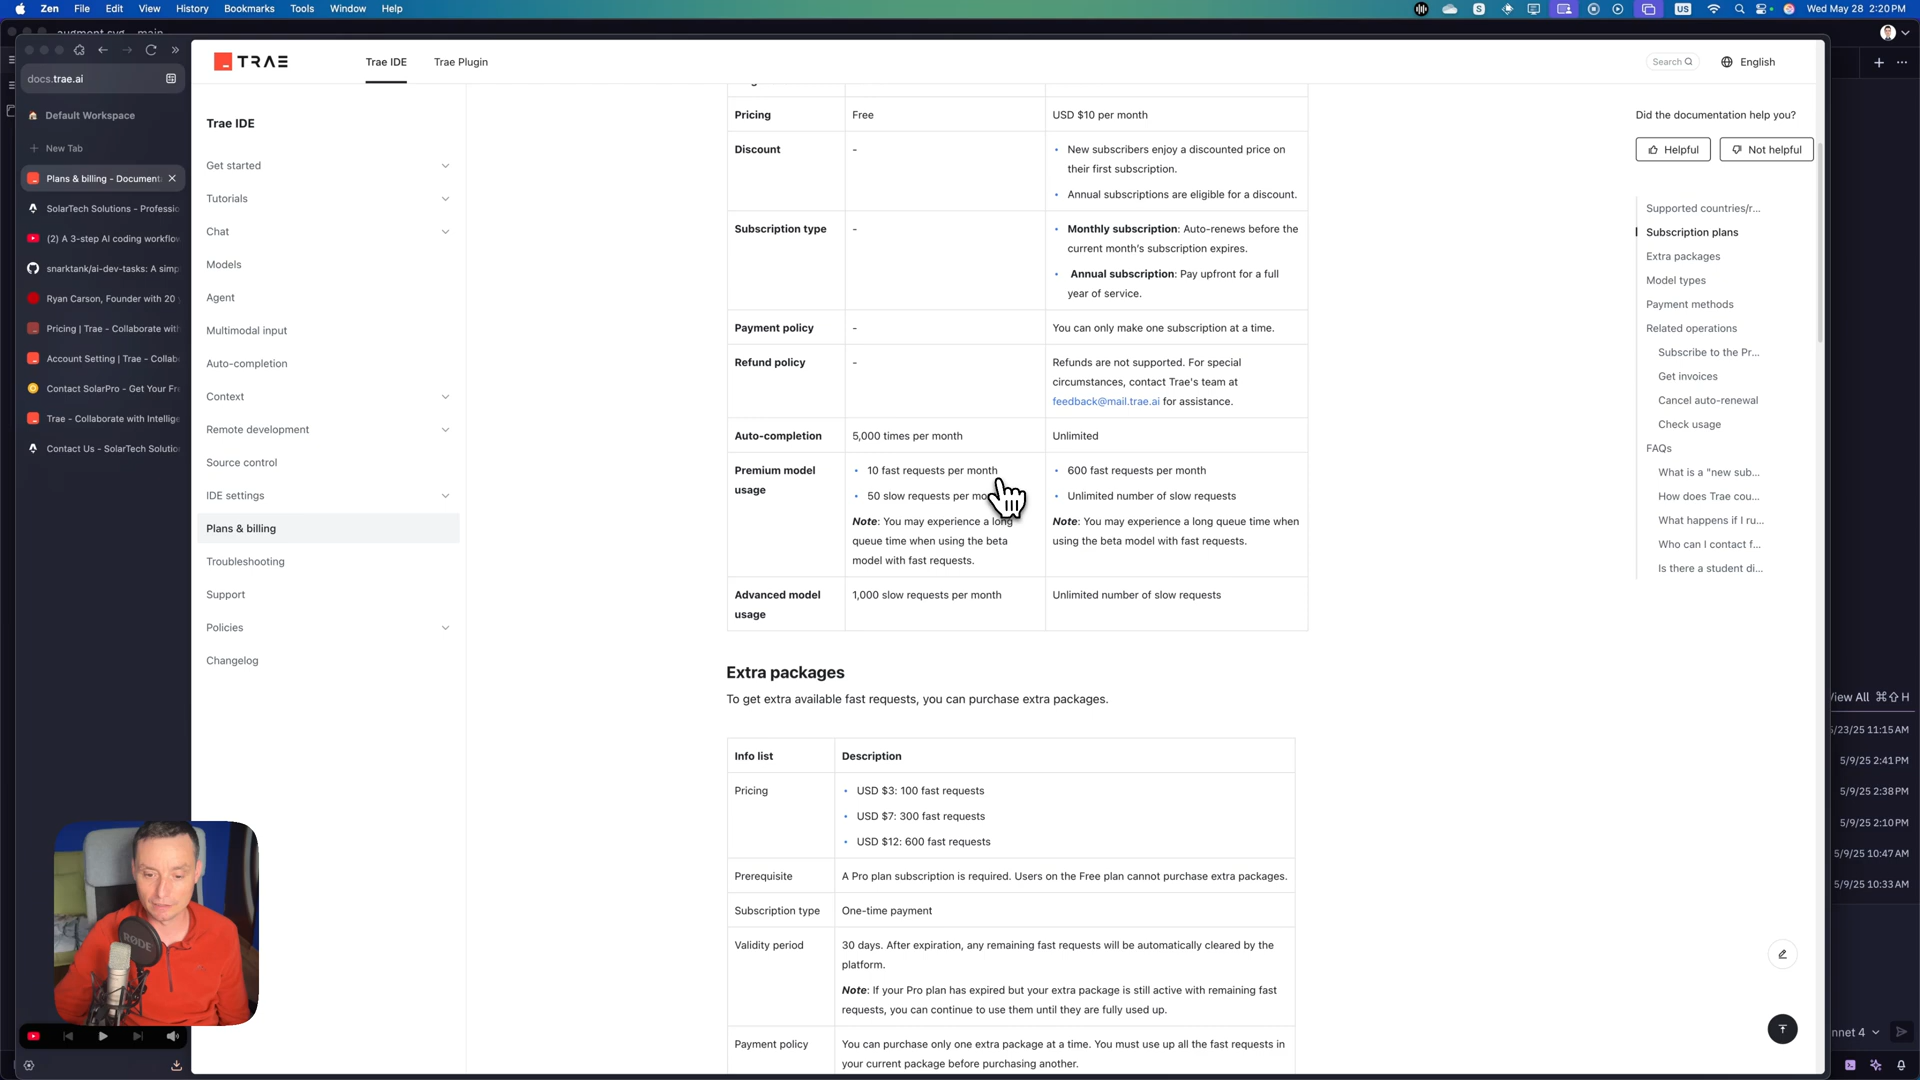 Zen File Edit View History Bookmarks Tools Window Help
S
US
Wed May 28 2:20 PM
augment.svg — main
docs.trae.ai
Default Workspace
New Tab
Plans & billing - Document
SolarTech Solutions - Professio
(2) A 3-step AI coding workflow
snarktank/ai-dev-tasks: A simp
Ryan Carson, Founder with 20
Pricing | Trae - Collaborate with
Account Setting | Trae - Collab
Contact SolarPro - Get Your Fr
Trae - Collaborate with Intellige
Contact Us - SolarTech Solutio
TRAE
Trae IDE
Trae Plugin
Search
English
Trae IDE
Get started
Tutorials
Chat
Models
Agent
Multimodal input
Auto-completion
Context
Remote development
Source control
IDE settings
Plans & billing
Troubleshooting
Support
Policies
Changelog
Pricing
Free
USD $10 per month
Discount
-
• New subscribers enjoy a discounted price on
their first subscription.
• Annual subscriptions are eligible for a discount.
Subscription type
-
• Monthly subscription: Auto-renews before the
current month's subscription expires.
• Annual subscription: Pay upfront for a full
year of service.
Payment policy
-
You can only make one subscription at a time.
Refund policy
-
Refunds are not supported. For special
circumstances, contact Trae's team at
feedback@mail.trae.ai for assistance.
Auto-completion
5,000 times per month
Unlimited
Premium model
usage
• 10 fast requests per month
• 50 slow requests per mo
Note: You may experience a long
queue time when using the beta
model with fast requests.
• 600 fast requests per month
• Unlimited number of slow requests
Note: You may experience a long queue time when
using the beta model with fast requests.
Advanced model
usage
1,000 slow requests per month
Unlimited number of slow requests
Extra packages
To get extra available fast requests, you can purchase extra packages.
Info list
Description
Pricing
• USD $3: 100 fast requests
• USD $7: 300 fast requests
• USD $12: 600 fast requests
Prerequisite
A Pro plan subscription is required. Users on the Free plan cannot purchase extra packages.
Subscription type
One-time payment
Validity period
30 days. After expiration, any remaining fast requests will be automatically cleared by the
platform.
Note: If your Pro plan has expired but your extra package is still active with remaining fast
requests, you can continue to use them until they are fully used up.
Payment policy
You can purchase only one extra package at a time. You must use up all the fast requests in
your current package before purchasing another.
Did the documentation help you?
Helpful
Not helpful
Supported countries/r...
Subscription plans
Extra packages
Model types
Payment methods
Related operations
Subscribe to the Pr...
Get invoices
Cancel auto-renewal
Check usage
FAQs
What is a "new sub...
How does Trae cou...
What happens if I ru...
Who can I contact f...
Is there a student di...
View All ⌘⇧H
5/23/25 11:15 AM
5/9/25 2:41 PM
5/9/25 2:38 PM
5/9/25 2:10 PM
5/9/25 10:47 AM
5/9/25 10:33 AM
nnet 4
RØDE